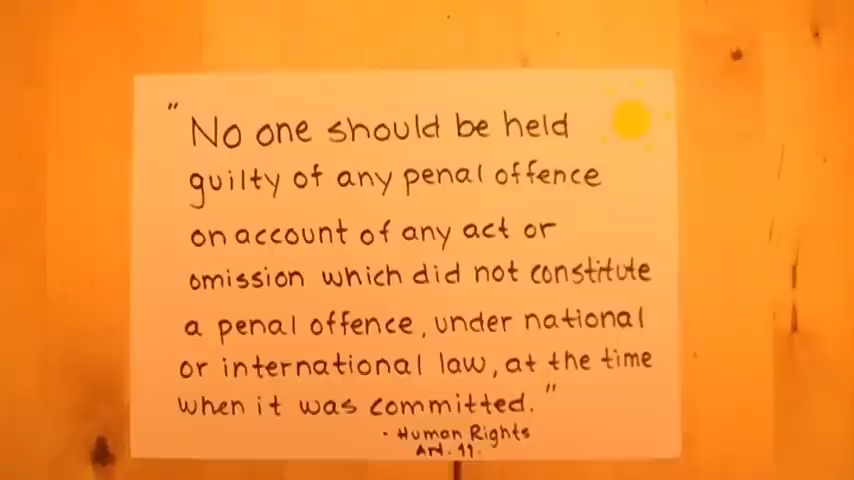 "No one should be held
guilty of any penal offence
on account of any act or
omission which did not constitute
a penal offence, under national
or international law, at the time
when it was committed."
- Human Rights
Art. 11.